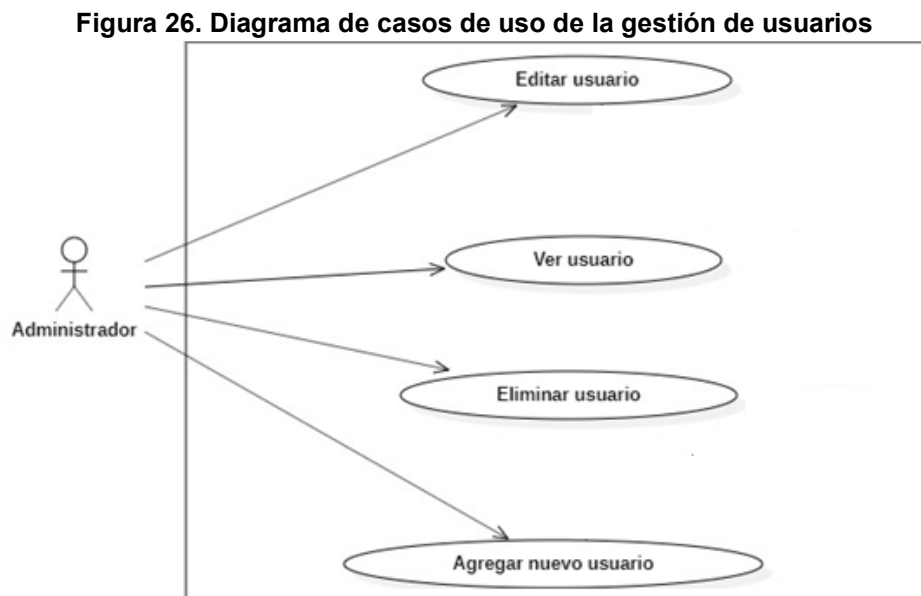 Figura 26. Diagrama de casos de uso de la gestión de usuarios
Editar usuario
Ver usuario
Administrador
Eliminar usuario
Agregar nuevo usuario